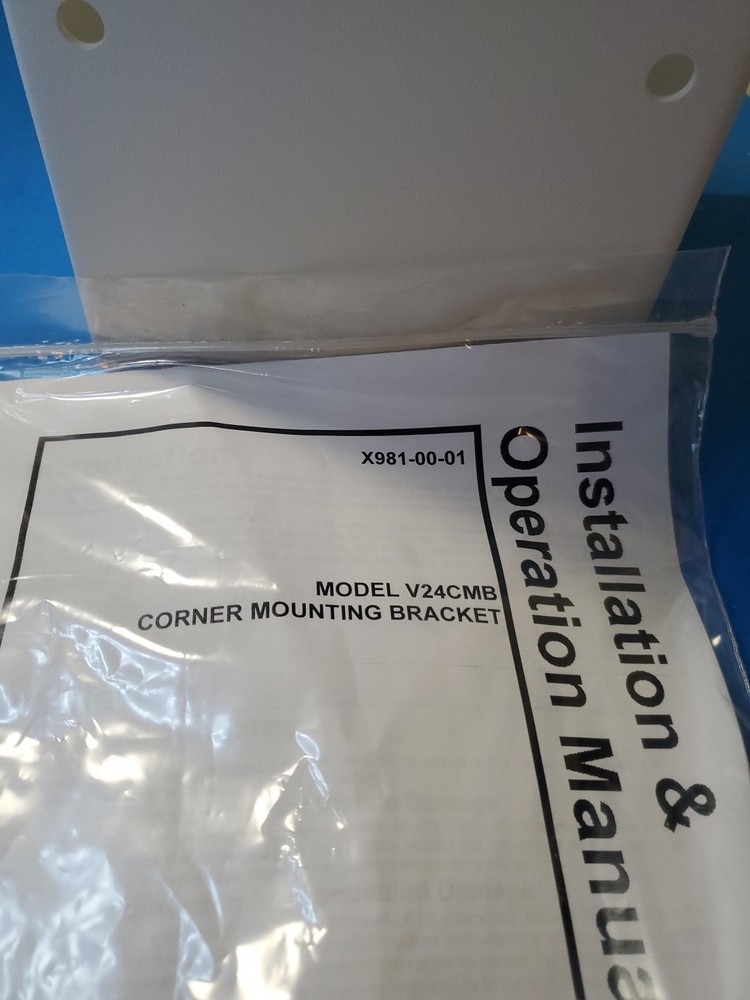 X981-00-01
MODEL V24CMB
CORNER MOUNTING BRACKET
Installation &
Operation Manua